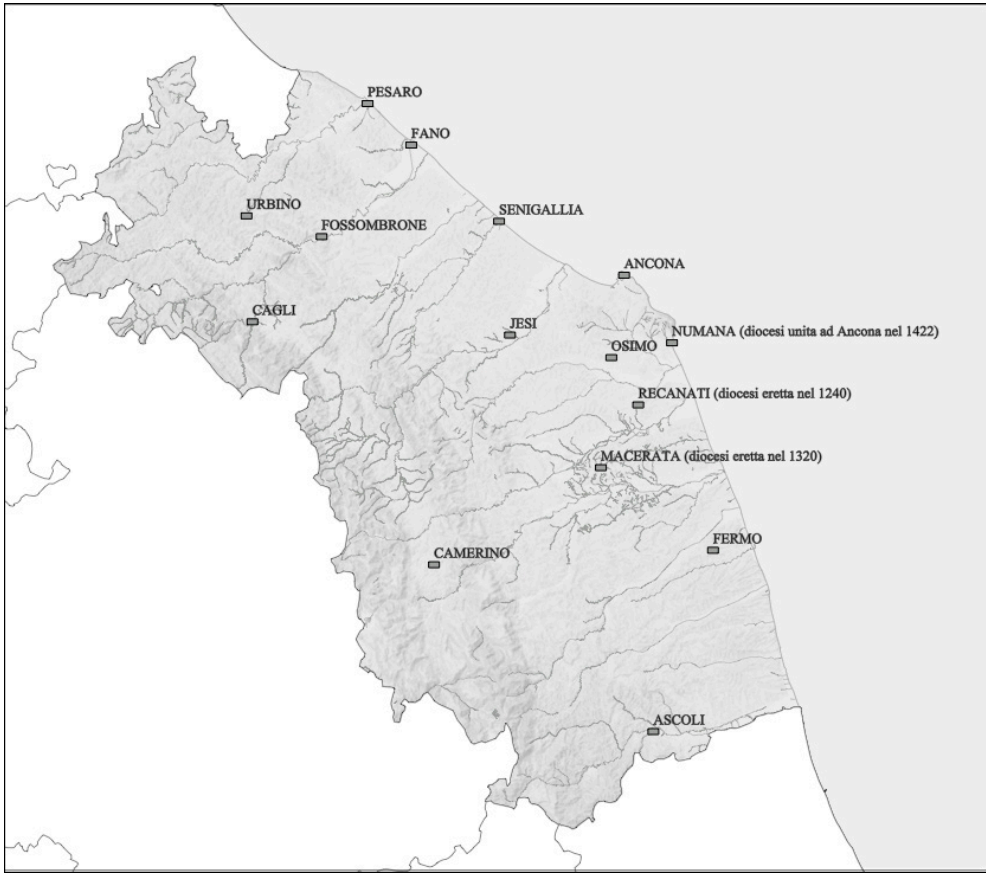 PESARO
FANO
URBINO
SENIGALLIA
FOSSOMBRONE
ANCONA
CAGLI
JESI
NUMANA (diocesi unita ad Ancona nel 1422)
OSIMO
RECANATI (diocesi eretta nel 1240)
MACERATA (diocesi eretta nel 1320)
FERMO
CAMERINO
ASCOLI